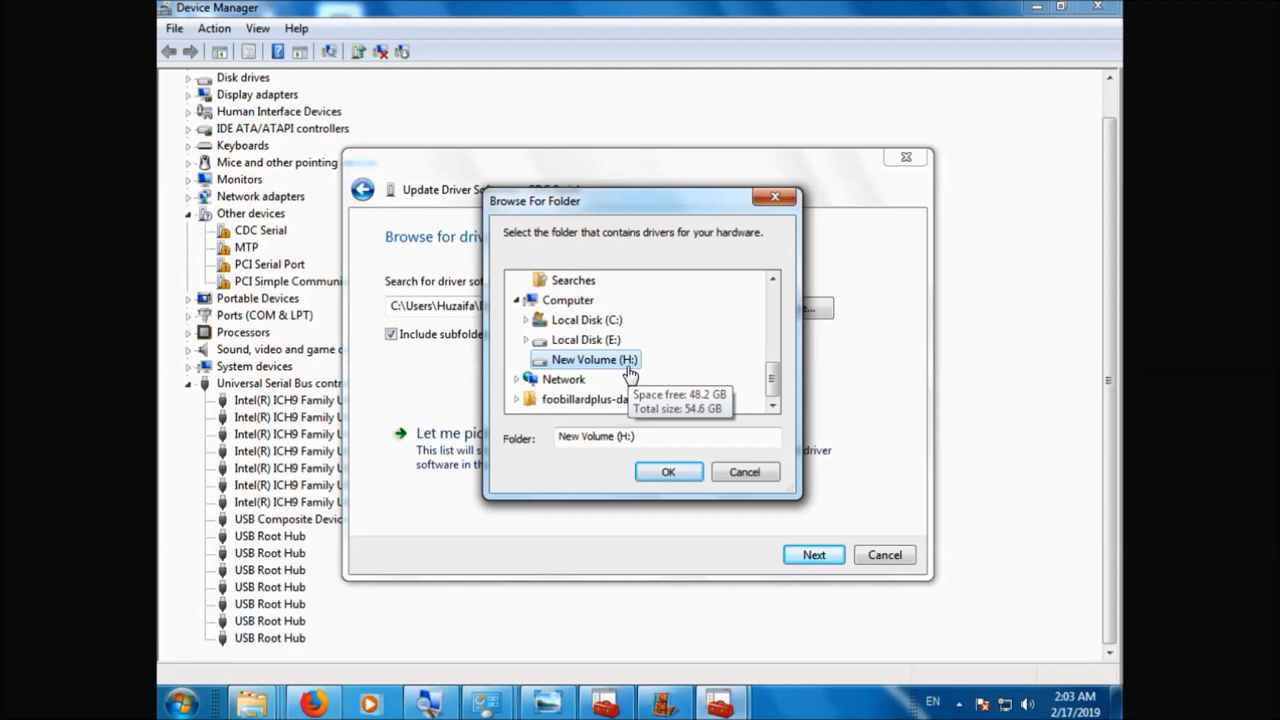 Device Manager
File Action View Help
Disk drives
Display adapters
Human Interface Devices
IDE ATA/ATAPI controllers
Keyboards
Mice and other pointing
Monitors
Network adapters
Other devices
CDC Serial
MTP
PCI Serial Port
PCI Simple Communi
Portable Devices
Ports (COM & LPT)
Processors
Sound, video and game c
System devices
Universal Serial Bus contr
Intel(R) ICH9 Family U
Intel(R) ICH9 Family U
Intel(R) ICH9 Family U
Intel(R) ICH9 Family U
Intel(R) ICH9 Family U
Intel(R) ICH9 Family U
Intel(R) ICH9 Family U
USB Composite Devic
USB Root Hub
USB Root Hub
USB Root Hub
USB Root Hub
USB Root Hub
USB Root Hub
USB Root Hub
Update Driver
Browse for driv
Search for driver sof
C:\Users\Huzaifa\
Include subfolde
Let me pic
This list will s
driver
software in th
Next Cancel
Browse For Folder
Select the folder that contains drivers for your hardware.
Searches
Computer
Local Disk (C:)
Local Disk (E:)
New Volume (H:)
Network
foobillardplus-da
Space free: 48.2 GB
Total size: 54.6 GB
Folder: New Volume (H:)
OK Cancel
EN
2:03 AM
2/17/2019